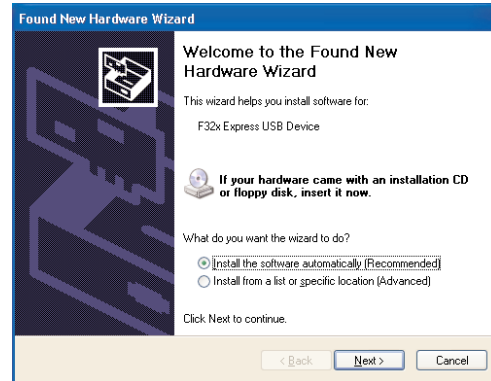 Found New Hardware Wizard
Welcome to the Found New
Hardware Wizard
This wizard helps you install software for:
F32x Express USB Device
If your hardware came with an installation CD
or floppy disk, insert it now.
What do you want the wizard to do?
Install the software automatically (Recommended)
Install from a list or specific location (Advanced)
Click Next to continue.
< Back
Next >
Cancel